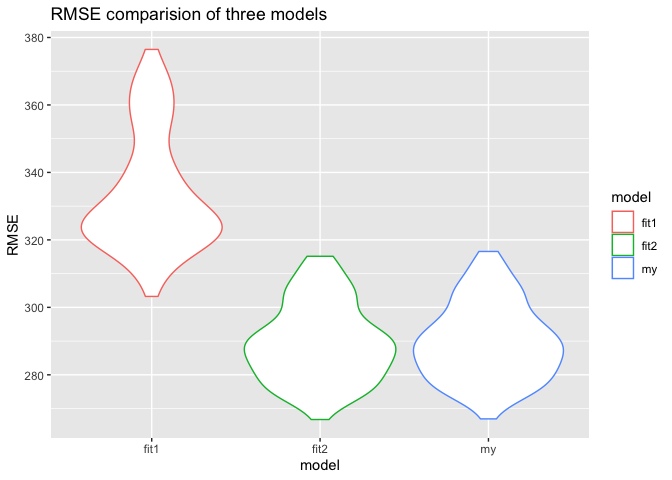 RMSE comparision of three models
380
360
340
320
300
280
RMSE
fit1
fit2
my
model
model
fit1
fit2
my